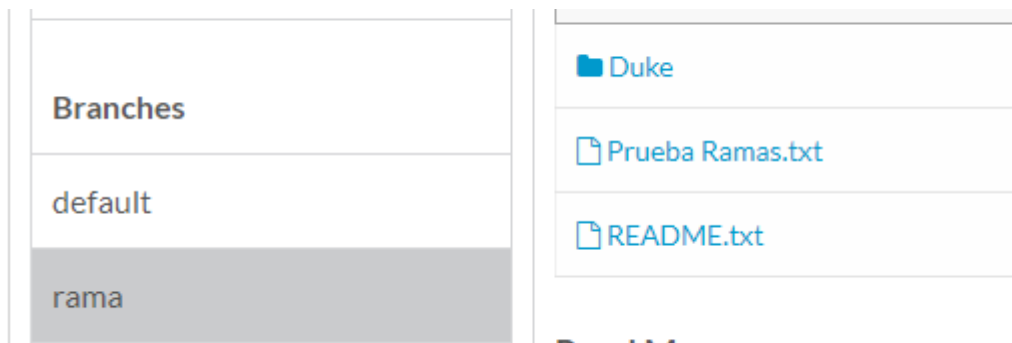 Branches
default
rama
Duke
Prueba Ramas.txt
README.txt